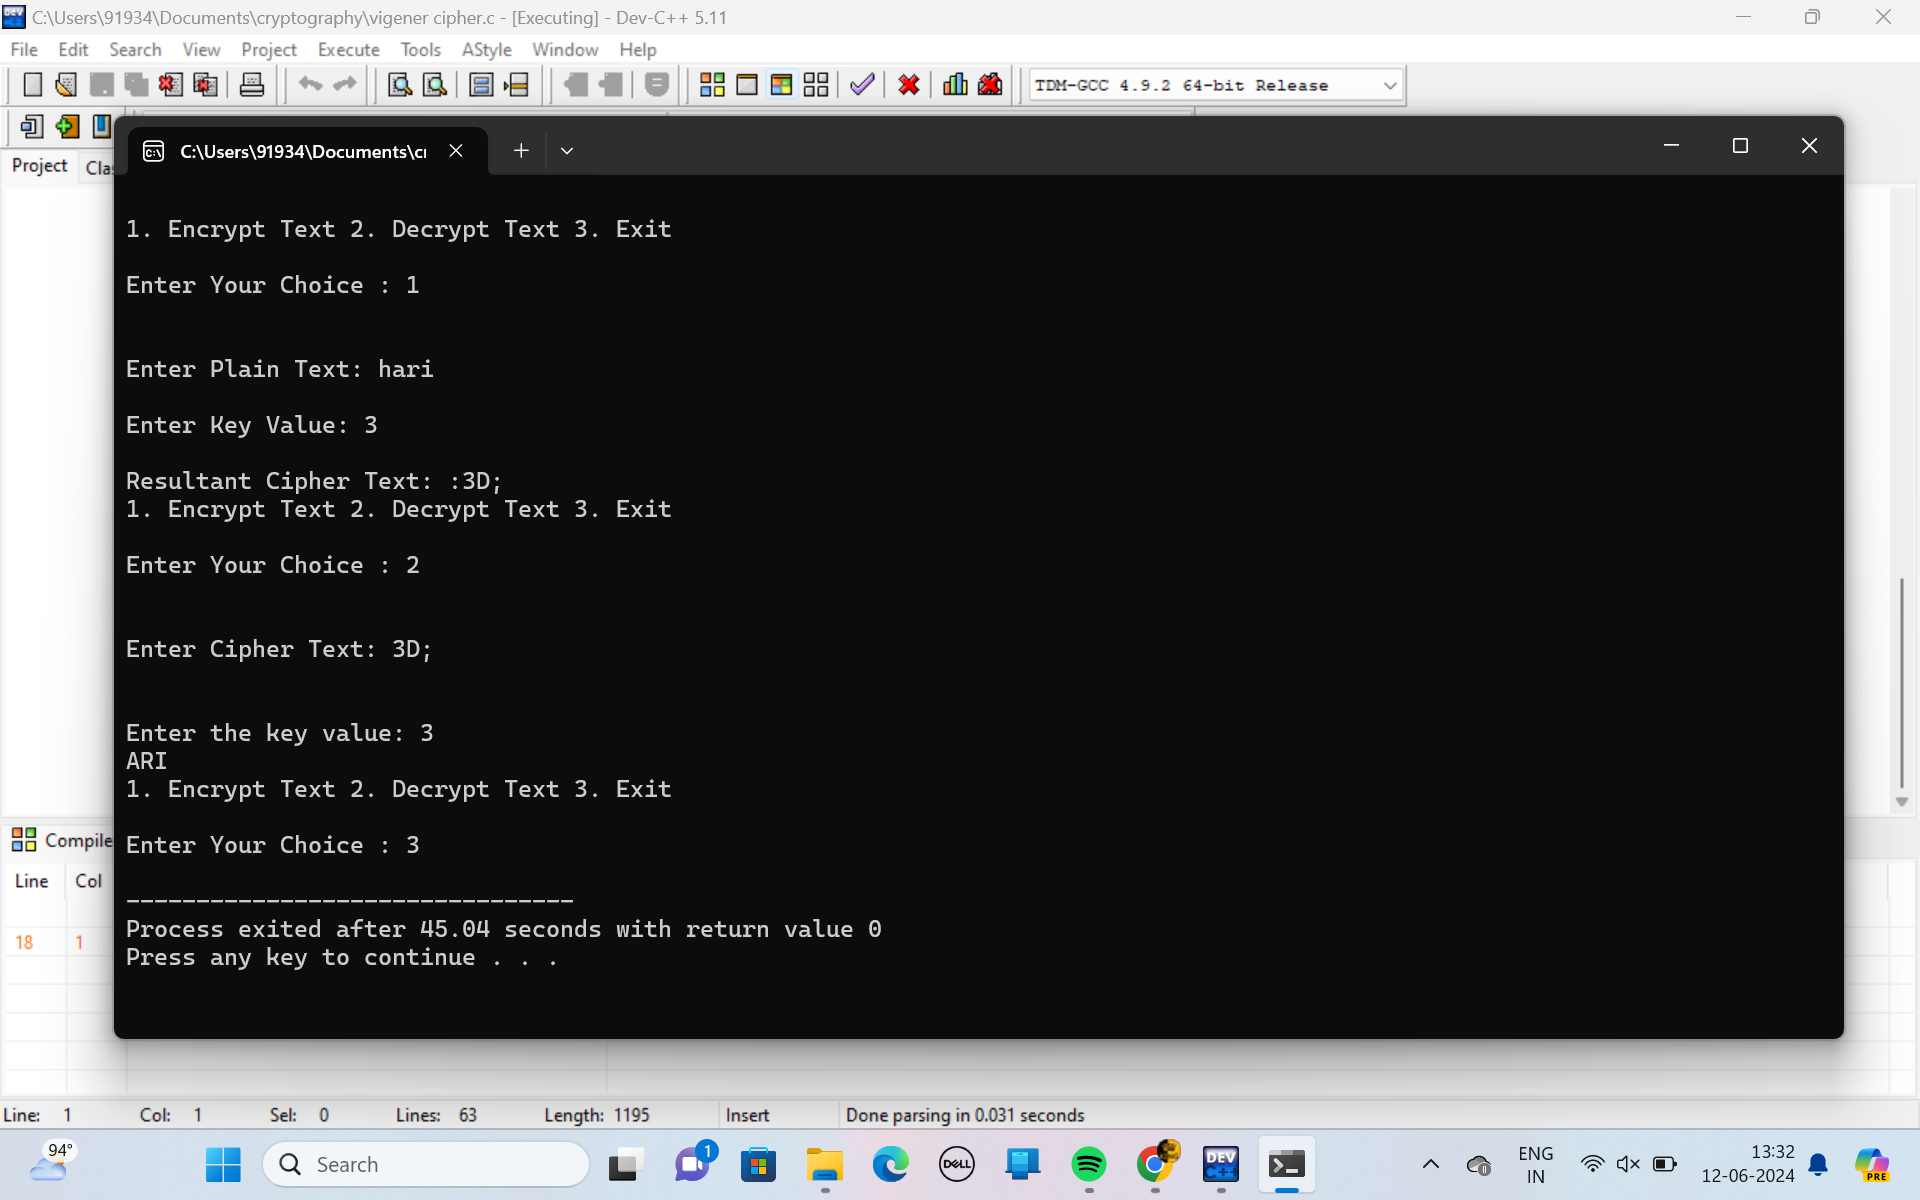 C:\Users\91934\Documents\cryptography\vigener cipher.c - [Executing] - Dev-C++ 5.11
File Edit Search View Project Execute Tools AStyle Window Help
TDM-GCC 4.9.2 64-bit Release
C:\Users\91934\Documents\cr
Project Clas
1. Encrypt Text 2. Decrypt Text 3. Exit
Enter Your Choice : 1
Enter Plain Text: hari
Enter Key Value: 3
Resultant Cipher Text: :3D;
1. Encrypt Text 2. Decrypt Text 3. Exit
Enter Your Choice : 2
Enter Cipher Text: 3D;
Enter the key value: 3
ARI
1. Encrypt Text 2. Decrypt Text 3. Exit
Enter Your Choice : 3
--------------------------------
Process exited after 45.04 seconds with return value 0
Press any key to continue . . .
Compile
Line Col
18 1
Line: 1 Col: 1 Sel: 0 Lines: 63 Length: 1195 Insert Done parsing in 0.031 seconds
94°
Search
1
DELL
DEV C++
ENG
IN
13:32
12-06-2024
PRE